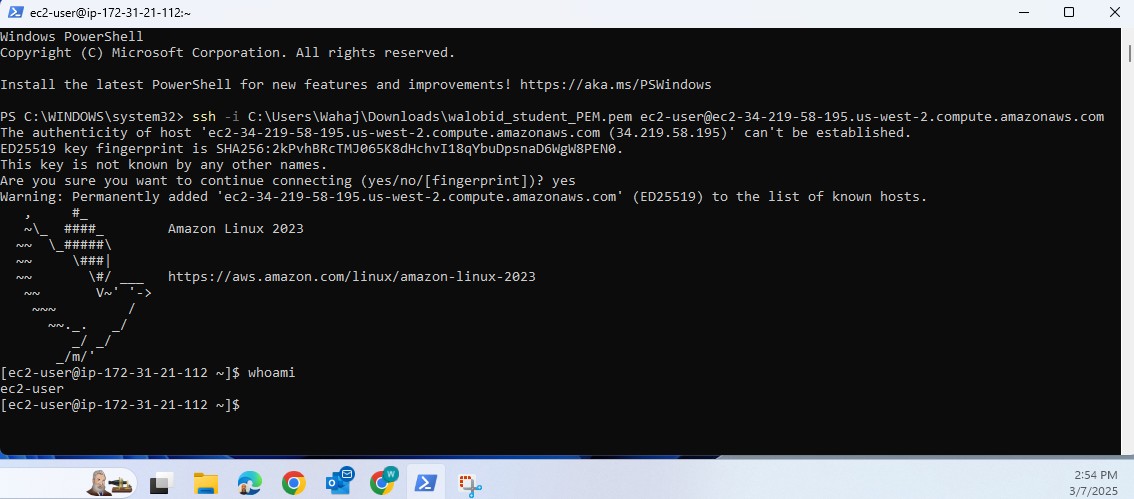 ec2-user@ip-172-31-21-112:~
Windows PowerShell
Copyright (C) Microsoft Corporation. All rights reserved.
Install the latest PowerShell for new features and improvements! https://aka.ms/PSWindows
PS C:\WINDOWS\system32> ssh -i C:\Users\Wahaj\Downloads\walobid_student_PEM.pem ec2-user@ec2-34-219-58-195.us-west-2.compute.amazonaws.com
The authenticity of host 'ec2-34-219-58-195.us-west-2.compute.amazonaws.com (34.219.58.195)' can't be established.
ED25519 key fingerprint is SHA256:2kPvhBRcTMJ065K8dHchvI18qYbuDpsnaD6WgW8PEN0.
This key is not known by any other names.
Are you sure you want to continue connecting (yes/no/[fingerprint])? yes
Warning: Permanently added 'ec2-34-219-58-195.us-west-2.compute.amazonaws.com' (ED25519) to the list of known hosts.
   ,     #_
   ~\_  ####_        Amazon Linux 2023
  ~~  \_#####\
  ~~     \###|
  ~~       \#/ ___   https://aws.amazon.com/linux/amazon-linux-2023
   ~~       V~' '->
    ~~~         /
      ~~._.   _/
         _/ _/
       _/m/'
[ec2-user@ip-172-31-21-112 ~]$ whoami
ec2-user
[ec2-user@ip-172-31-21-112 ~]$
W
2:54 PM
3/7/2025